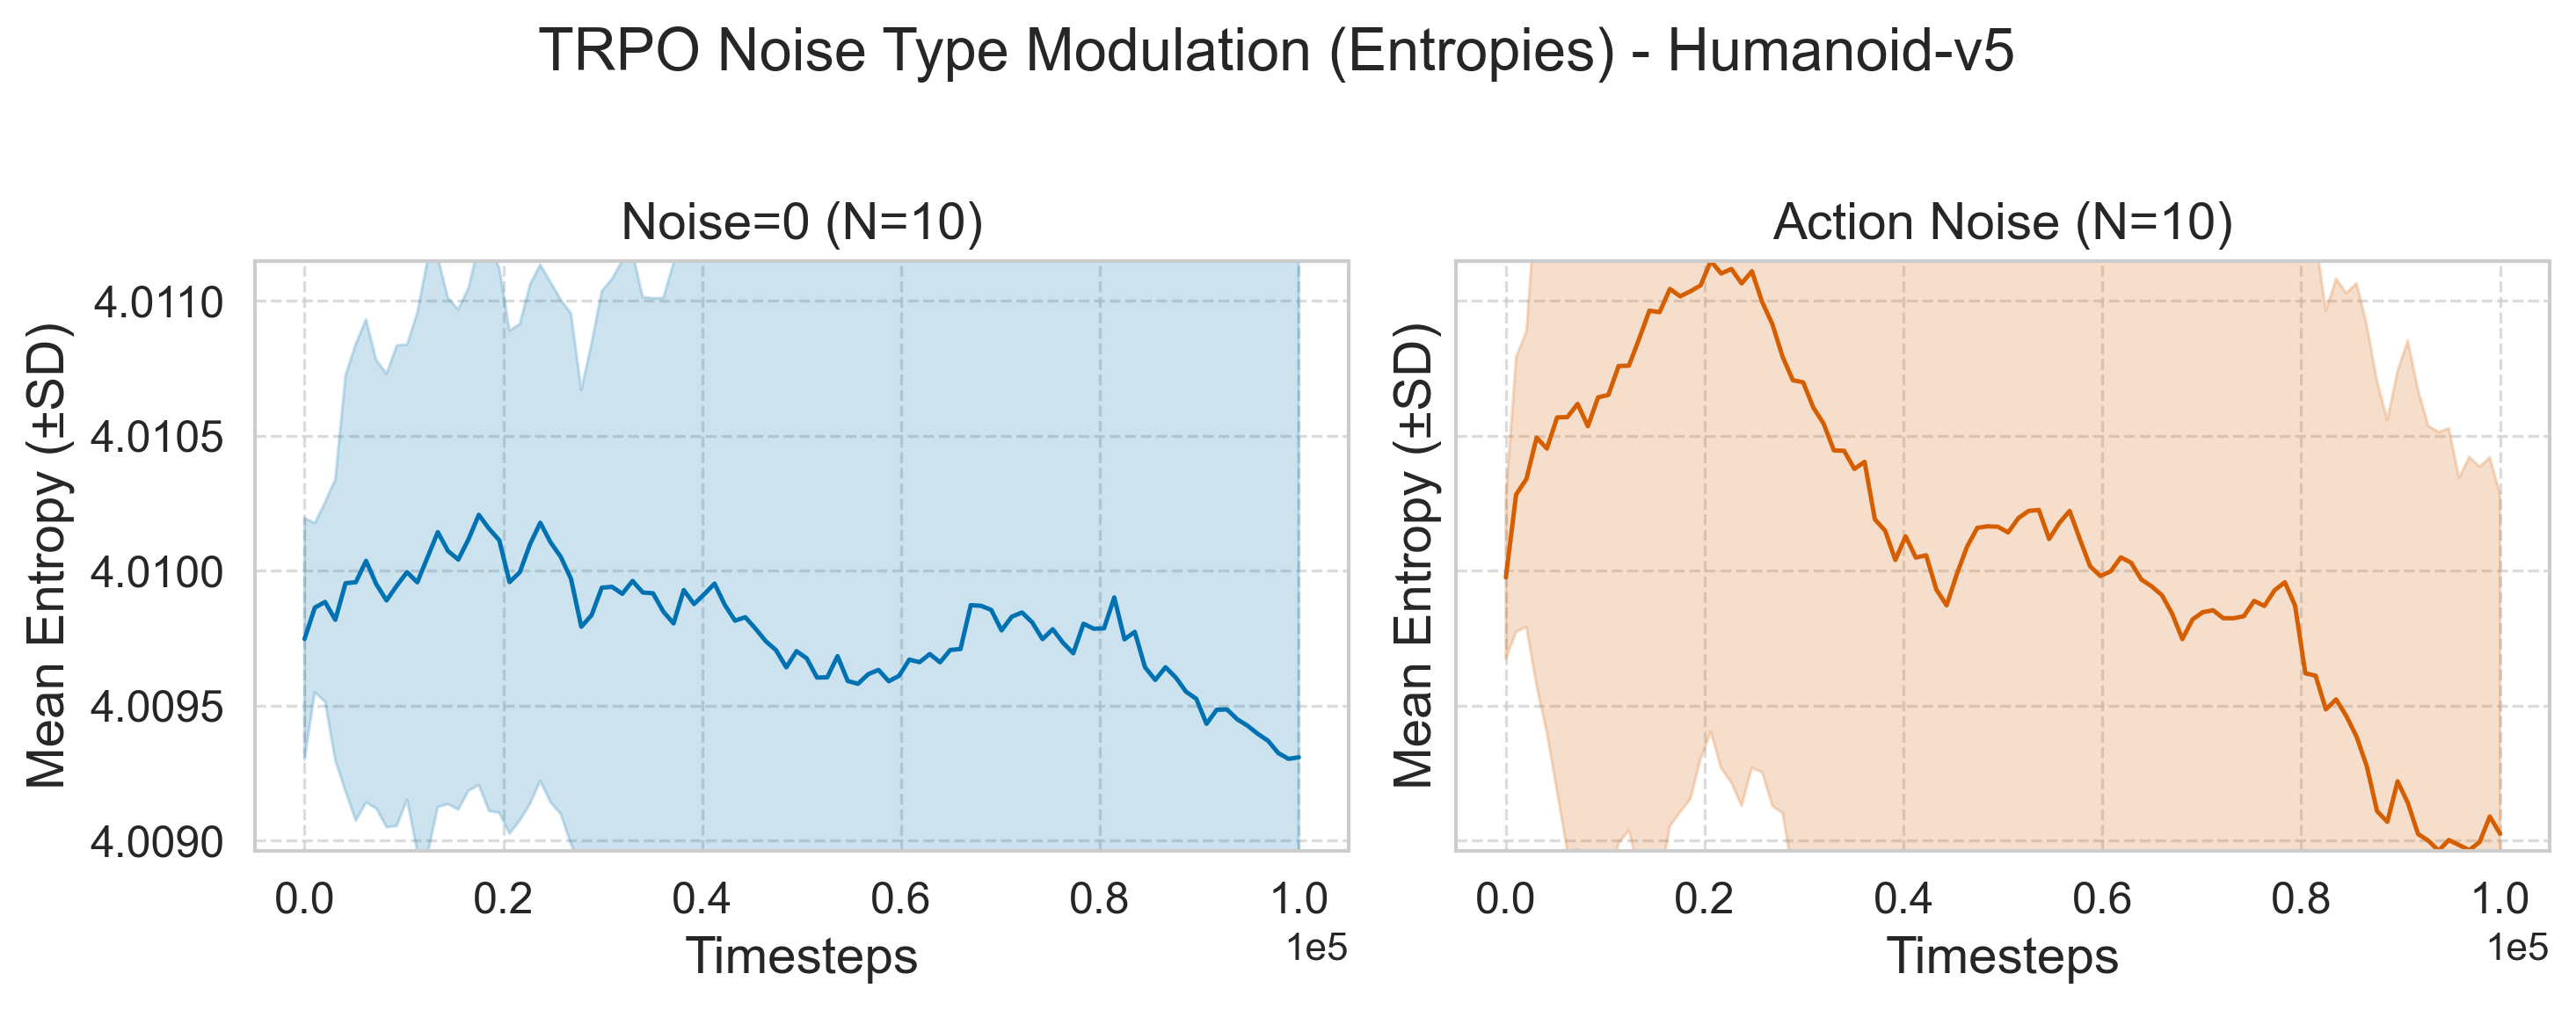 TRPO Noise Type Modulation (Entropies) - Humanoid-v5
Noise=0 (N=10)
Mean Entropy (±SD)
4.0110
4.0105
4.0100
4.0095
4.0090
0.0 0.2 0.4 0.6 0.8 1.0
1e5
Timesteps
Action Noise (N=10)
Mean Entropy (±SD)
0.0 0.2 0.4 0.6 0.8 1.0
1e5
Timesteps